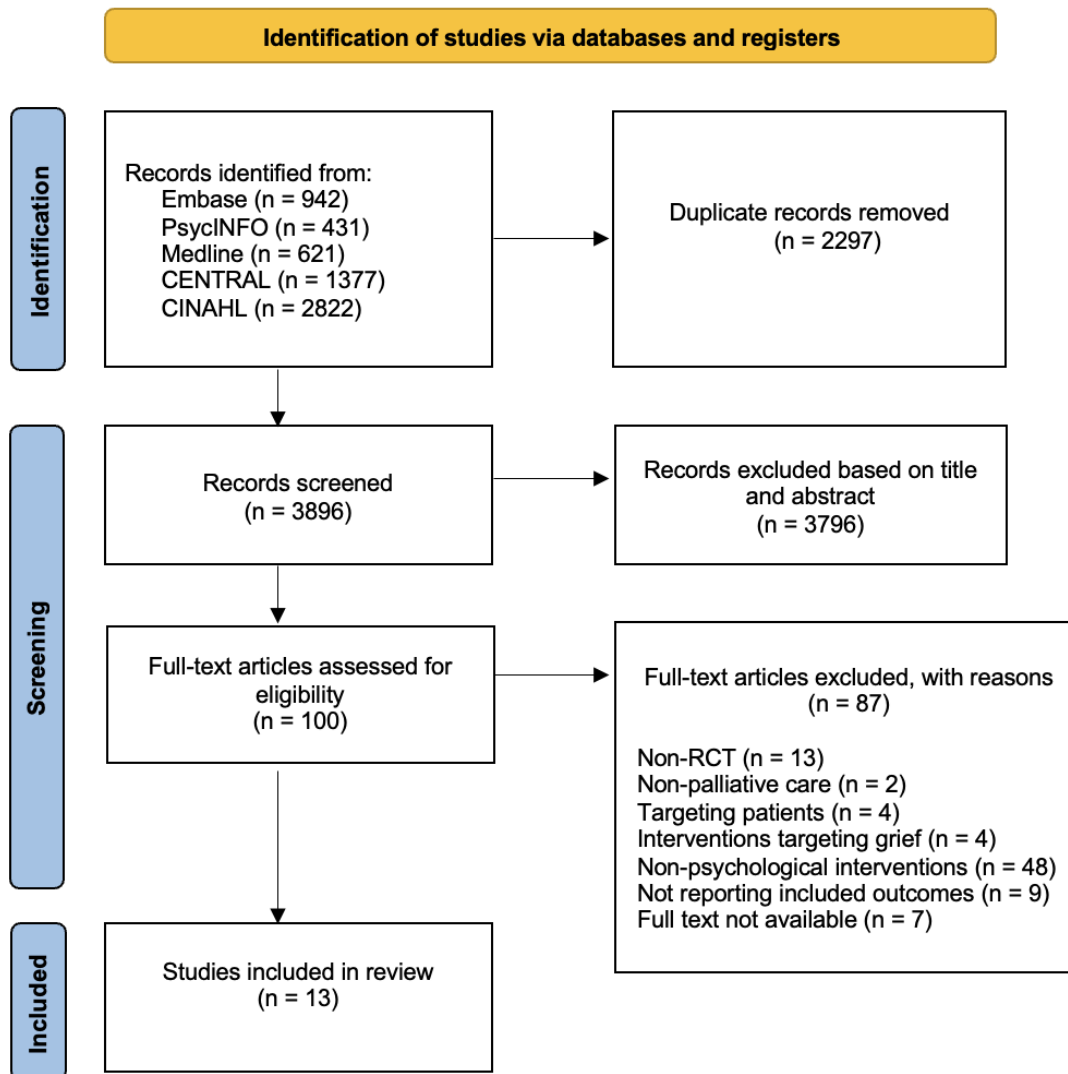 Identification of studies via databases and registers
Identification
Records identified from:
Embase (n = 942)
PsycINFO (n = 431)
Medline (n = 621)
CENTRAL (n = 1377)
CINAHL (n = 2822)
Duplicate records removed
(n = 2297)
Screening
Records screened
(n = 3896)
Records excluded based on title
and abstract
(n = 3796)
Full-text articles assessed for
eligibility
(n = 100)
Full-text articles excluded, with reasons
(n = 87)
Non-RCT (n = 13)
Non-palliative care (n = 2)
Targeting patients (n = 4)
Interventions targeting grief (n = 4)
Non-psychological interventions (n = 48)
Not reporting included outcomes (n = 9)
Full text not available (n = 7)
Included
Studies included in review
(n = 13)